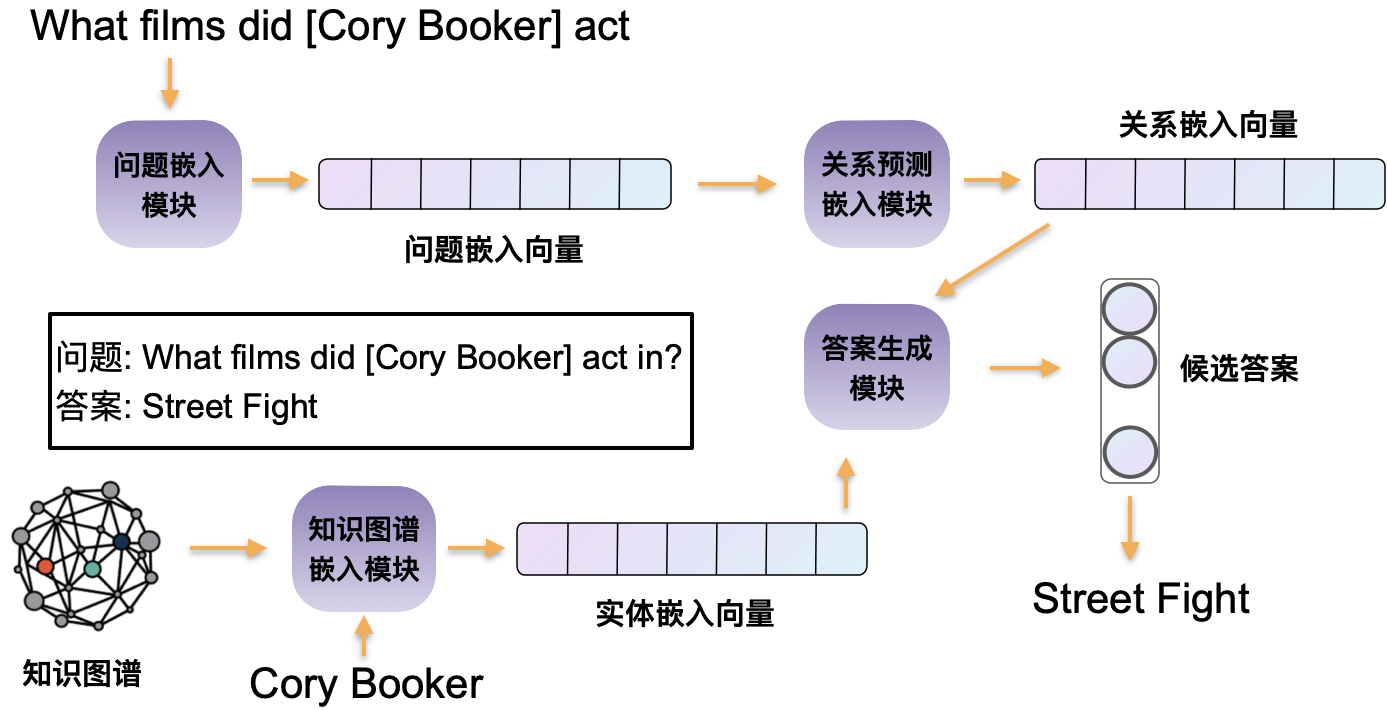 What films did [Cory Booker] act
问题嵌入
模块
问题嵌入向量
关系预测
嵌入模块
关系嵌入向量
问题: What films did [Cory Booker] act in?
答案: Street Fight
答案生成
模块
候选答案
知识图谱
知识图谱
嵌入模块
Cory Booker
实体嵌入向量
Street Fight